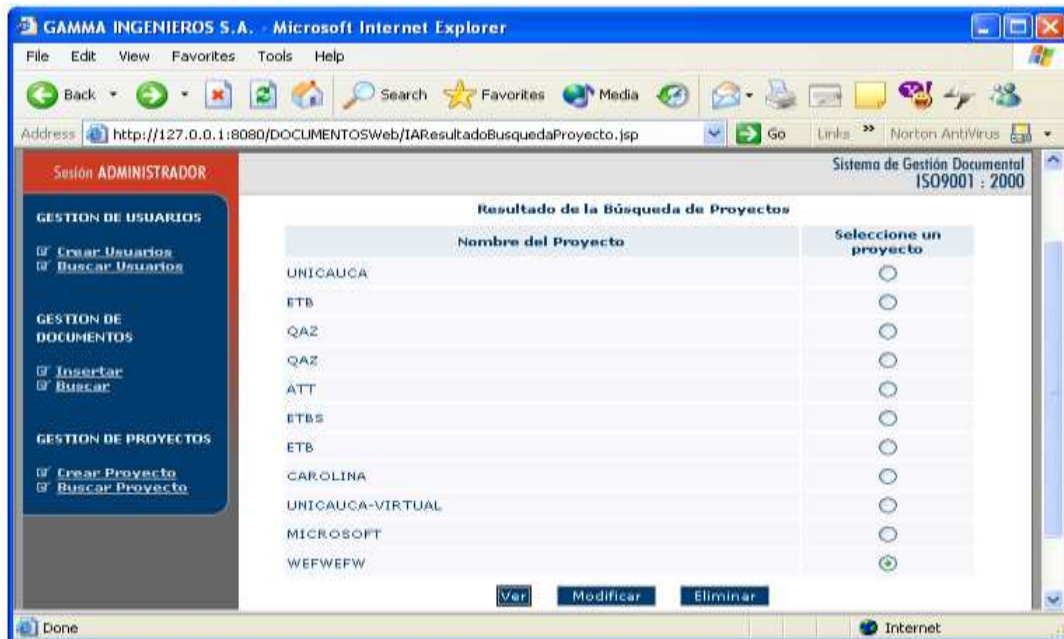 GAMMA INGENIEROS S.A. - Microsoft Internet Explorer
File Edit View Favorites Tools Help
Back Search Favorites Media
Address http://127.0.0.1:8080/DOCUMENTOSWeb/IAResultadoBusquedaProyecto.jsp Go Links » Norton AntiVirus
Sesión ADMINISTRADOR
Sistema de Gestión Documental
ISO9001 : 2000
GESTION DE USUARIOS
Crear Usuarios
Buscar Usuarios
GESTION DE
DOCUMENTOS
Insertar
Buscar
GESTION DE PROYECTOS
Crear Proyecto
Buscar Proyecto
Resultado de la Búsqueda de Proyectos
Nombre del Proyecto Seleccione un
proyecto
UNICAUCA
ETB
QAZ
QAZ
ATT
ETBS
ETB
CAROLINA
UNICAUCA-VIRTUAL
MICROSOFT
WEFWEFW
Ver Modificar Eliminar
Done Internet